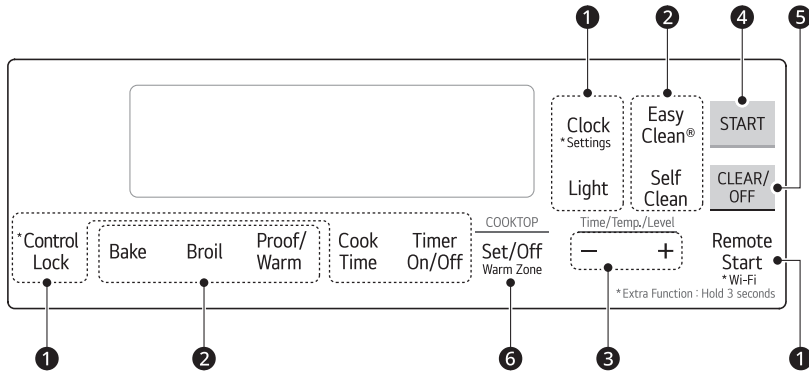 1
2
4
5
Clock
*Settings
Light
Easy
Clean®
Self
Clean
START
CLEAR/
OFF
*Control
Lock
Bake
Broil
Proof/
Warm
Cook
Time
Timer
On/Off
COOKTOP
Set/Off
Warm Zone
Time/Temp./Level
− +
Remote
Start
*Wi-Fi
*Extra Function : Hold 3 seconds
1
2
6
3
1